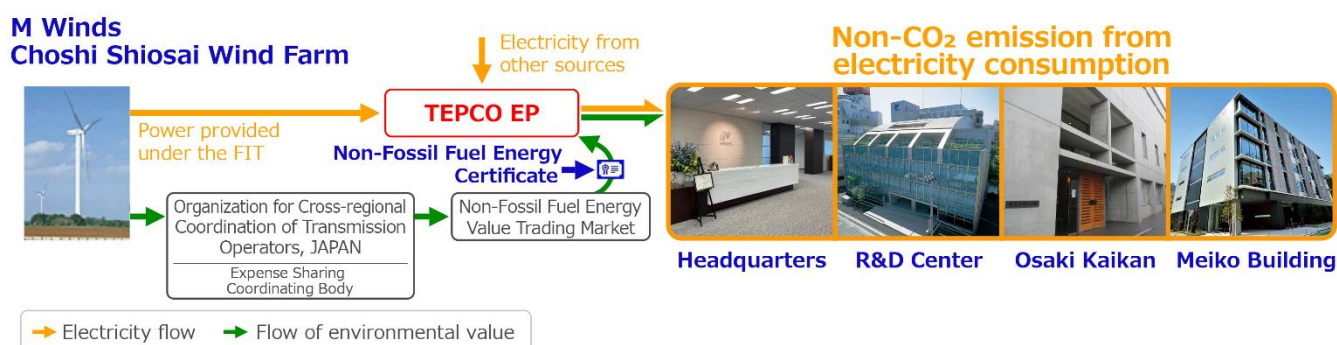 M Winds
Choshi Shiosai Wind Farm
Electricity from
other sources
Non-CO₂ emission from
electricity consumption
TEPCO EP
Power provided
under the FIT
Non-Fossil Fuel Energy
Certificate
Organization for Cross-regional
Coordination of Transmission
Operators, JAPAN
Expense Sharing
Coordinating Body
Non-Fossil Fuel Energy
Value Trading Market
Headquarters
R&D Center
Osaki Kaikan
Meiko Building
Electricity flow
Flow of environmental value